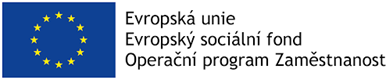 Evropská unie
Evropský sociální fond
Operační program Zaměstnanost